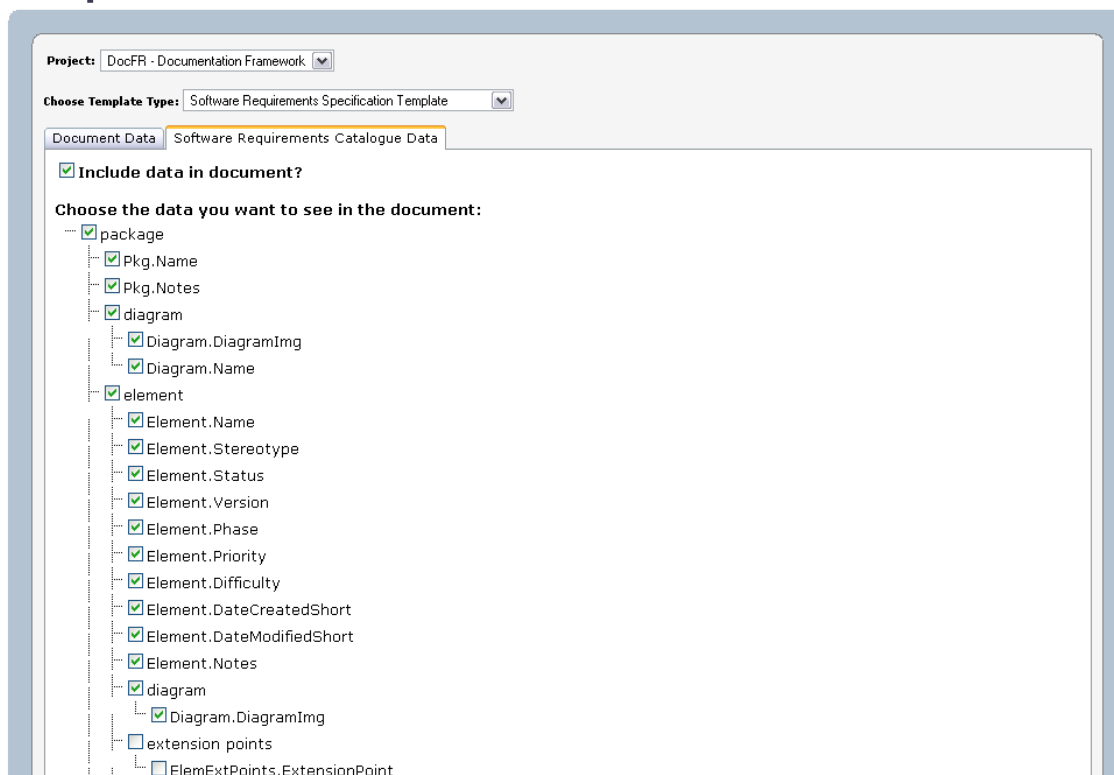 Project: DocFR - Documentation Framework
Choose Template Type: Software Requirements Specification Template
Document Data Software Requirements Catalogue Data
Include data in document?
Choose the data you want to see in the document:
package
Pkg.Name
Pkg.Notes
diagram
Diagram.DiagramImg
Diagram.Name
element
Element.Name
Element.Stereotype
Element.Status
Element.Version
Element.Phase
Element.Priority
Element.Difficulty
Element.DateCreatedShort
Element.DateModifiedShort
Element.Notes
diagram
Diagram.DiagramImg
extension points
ElemExtPoints.ExtensionPoint